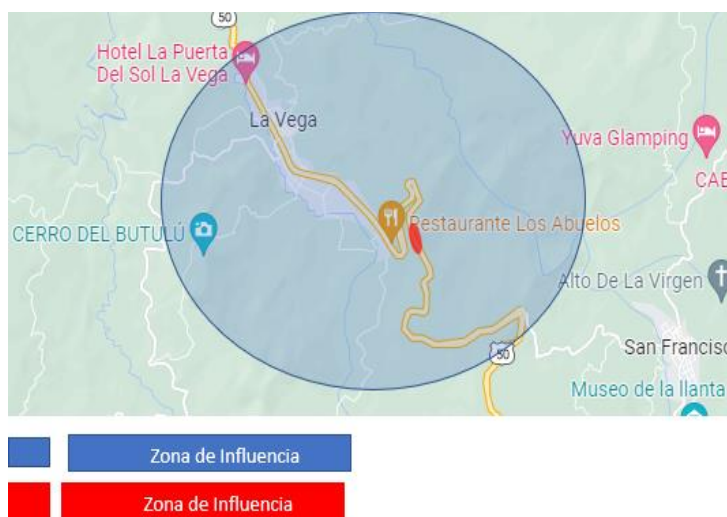 50
Hotel La Puerta
Del Sol La Vega
La Vega
Yuva Glamping
CAB
Restaurante Los Abuelos
CERRO DEL BUTULÚ
Alto De La Virgen
50
San Francisc
Museo de la llanta
Zona de Influencia
Zona de Influencia